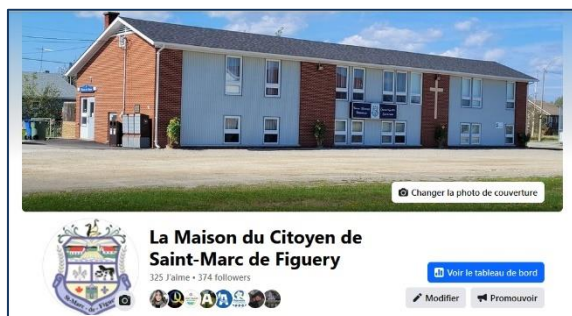 Changer la photo de couverture
La Maison du Citoyen de
Saint-Marc de Figuery
325 J'aime • 374 followers
Voir le tableau de bord
Modifier
Promouvoir